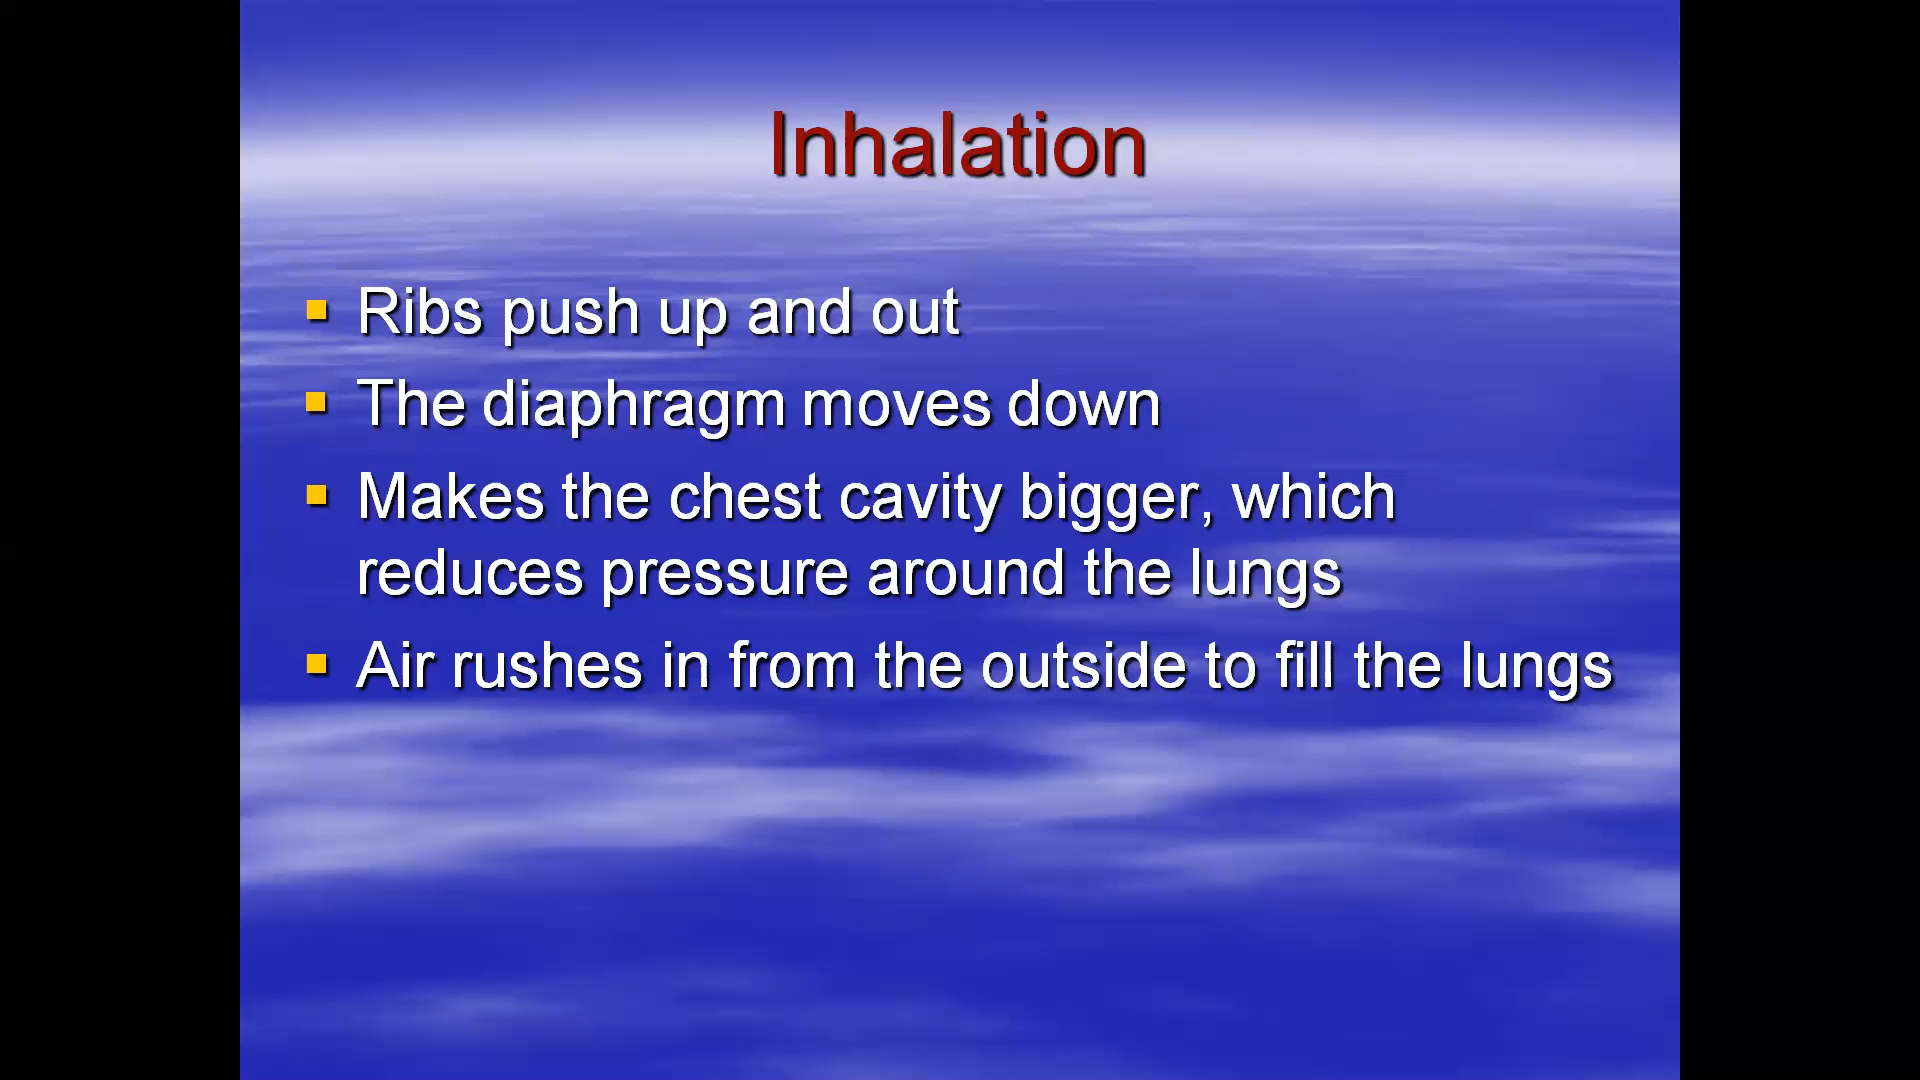 Inhalation
Ribs push up and out
The diaphragm moves down
Makes the chest cavity bigger, which
reduces pressure around the lungs
Air rushes in from the outside to fill the lungs